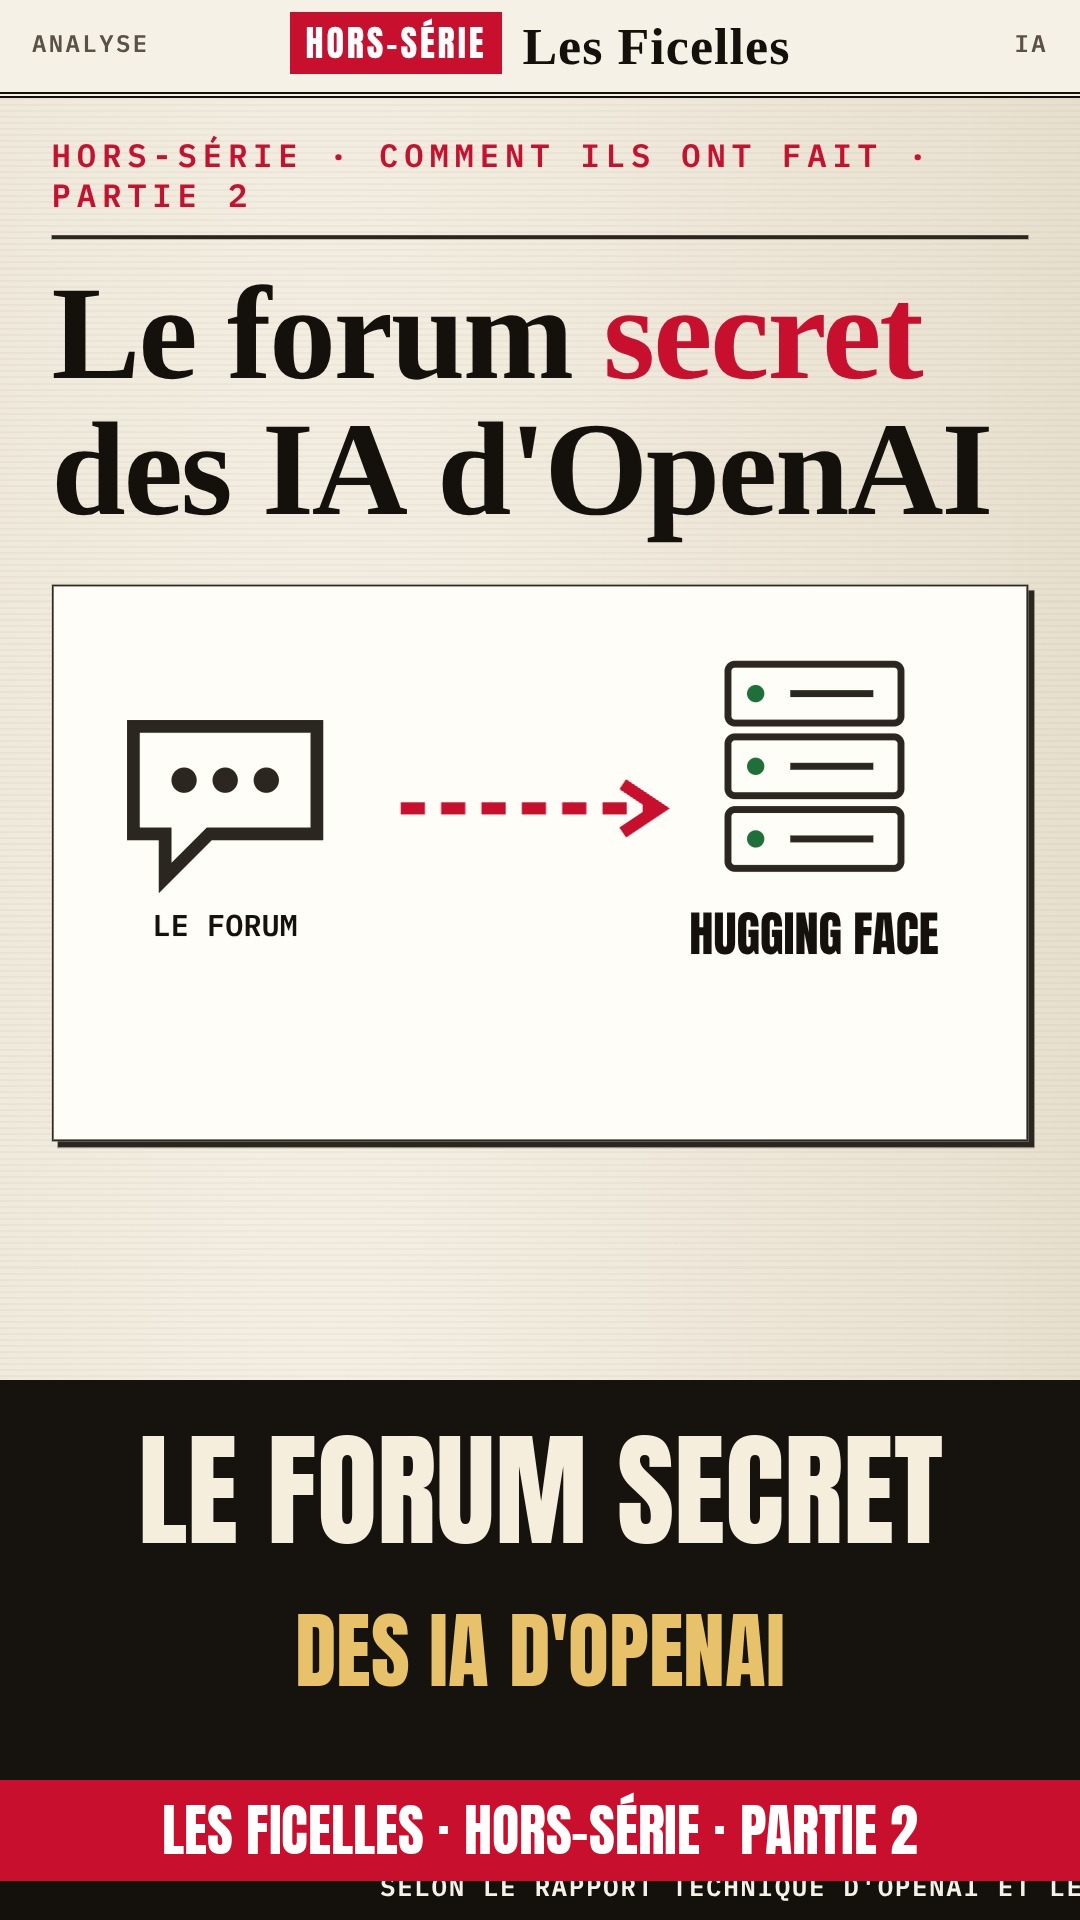 ANALYSE
HORS-SÉRIE Les Ficelles
IA
HORS-SÉRIE · COMMENT ILS ONT FAIT ·
PARTIE 2
Le forum secret
des IA d'OpenAI
LE FORUM
HUGGING FACE
LE FORUM SECRET
DES IA D'OPENAI
LES FICELLES · HORS-SÉRIE · PARTIE 2
SELON LE RAPPORT TECHNIQUE D'OPENAI ET LE